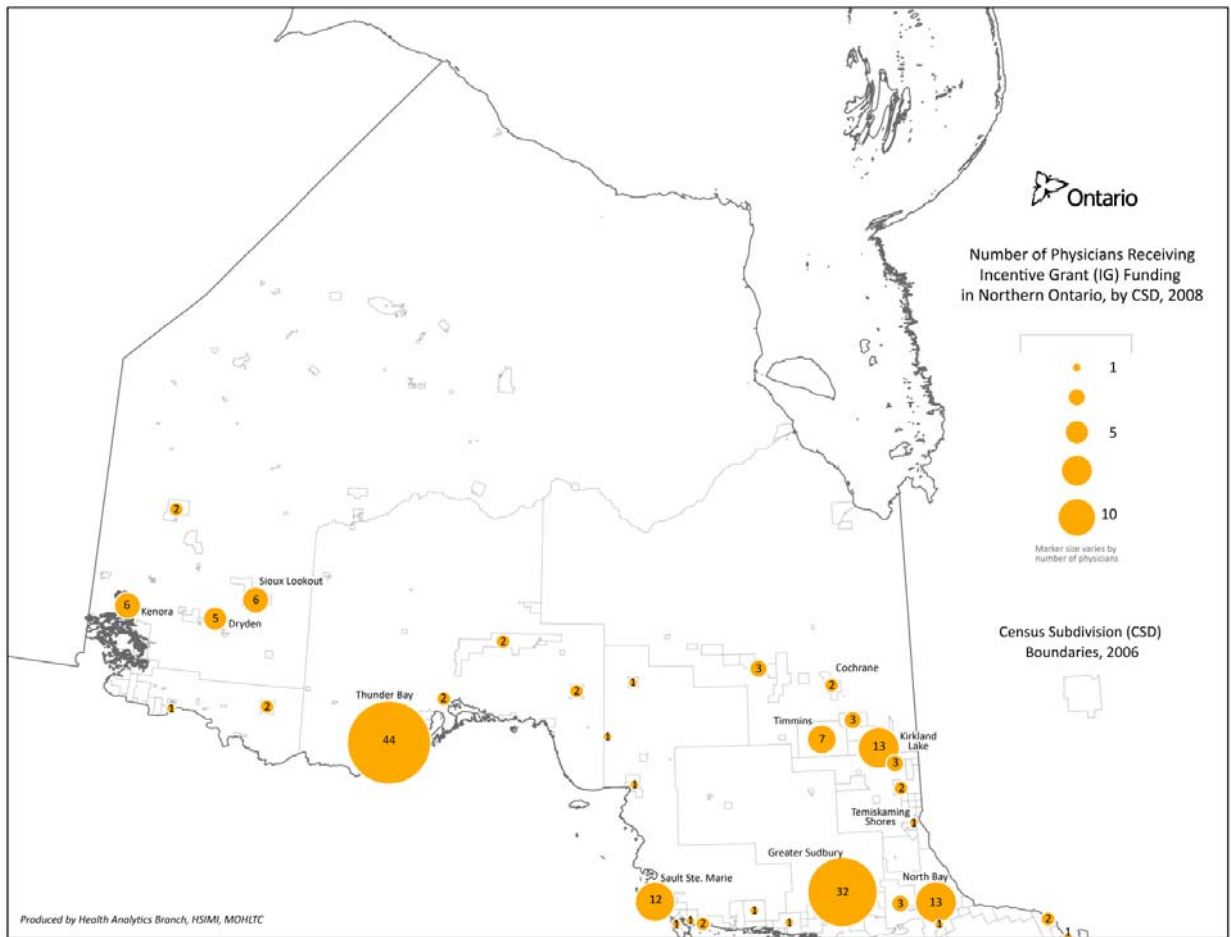 Ontario
Number of Physicians Receiving
Incentive Grant (IG) Funding
in Northern Ontario, by CSD, 2008
1
5
10
Marker size varies by
number of physicians
Census Subdivision (CSD)
Boundaries, 2006
2
Sioux Lookout
6
6
Kenora
5
Dryden
2
3
Cochrane
2
1
2
2
2
1
Thunder Bay
44
1
Timmins
7
3
Kirkland
Lake
13
3
1
2
Temiskaming
Shores
1
Greater Sudbury
32
North Bay
13
3
1
Sault Ste. Marie
12
1
1
2
1
1
2
1
Produced by Health Analytics Branch, HSIMI, MOHLTC